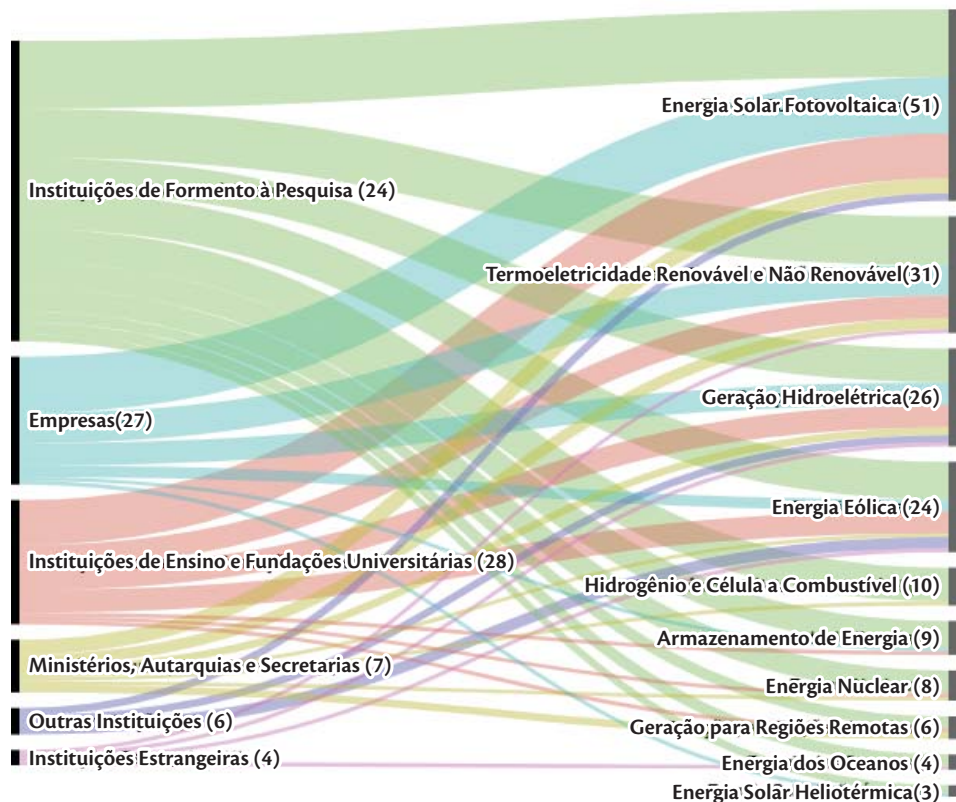 Instituições de Formento à Pesquisa (24)
Empresas(27)
Instituições de Ensino e Fundações Universitárias (28)
Ministérios, Autarquias e Secretarias (7)
Outras Instituições (6)
Instituições Estrangeiras (4)
Energia Solar Fotovoltaica (51)
Termoeletricidade Renovável e Não Renovável(31)
Geração Hidroelétrica(26)
Energia Eólica (24)
Hidrogênio e Célula a Combustível (10)
Armazenamento de Energia (9)
Energia Nuclear (8)
Geração para Regiões Remotas (6)
Energia dos Oceanos (4)
Energia Solar Heliotérmica(3)